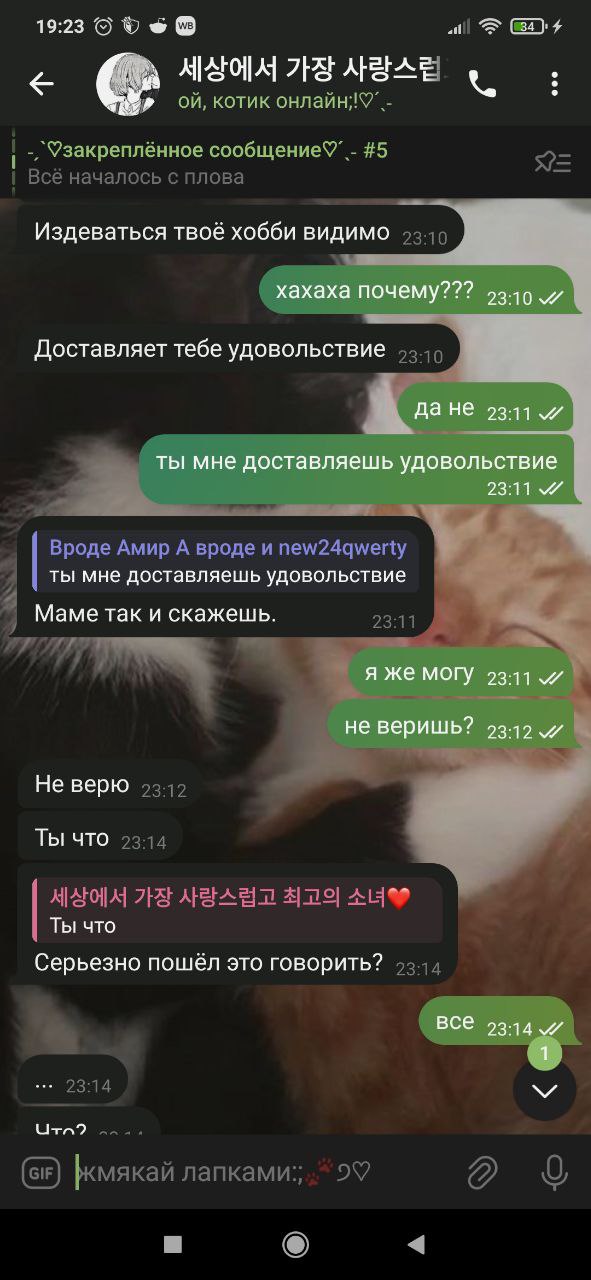 19:23
WB
34
세상에서 가장 사랑스럽
ой, котик онлайн;!♡´ˎ-
-ˏˋ♡закреплённое сообщение♡´ˎ- #5
Всё началось с плова
Издеваться твоё хобби видимо 23:10
хахаха почему??? 23:10
Доставляет тебе удовольствие 23:10
да не 23:11
ты мне доставляешь удовольствие
23:11
Вроде Амир А вроде и new24qwerty
ты мне доставляешь удовольствие
Маме так и скажешь. 23:11
я же могу 23:11
не веришь? 23:12
Не верю 23:12
Ты что 23:14
세상에서 가장 사랑스럽고 최고의 소녀❤️
Ты что
Серьезно пошёл это говорить? 23:14
все 23:14
1
... 23:14
Что? 23:14
GIF
жмякай лапками:;🐾੭♡